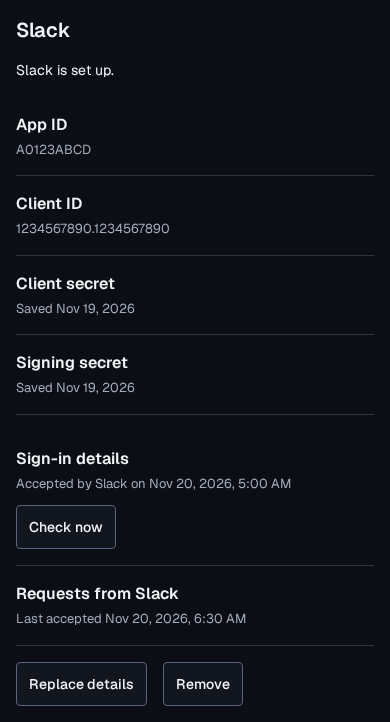 Slack
Slack is set up.
App ID
A0123ABCD
Client ID
1234567890.1234567890
Client secret
Saved Nov 19, 2026
Signing secret
Saved Nov 19, 2026
Sign-in details
Accepted by Slack on Nov 20, 2026, 5:00 AM
Check now
Requests from Slack
Last accepted Nov 20, 2026, 6:30 AM
Replace details
Remove